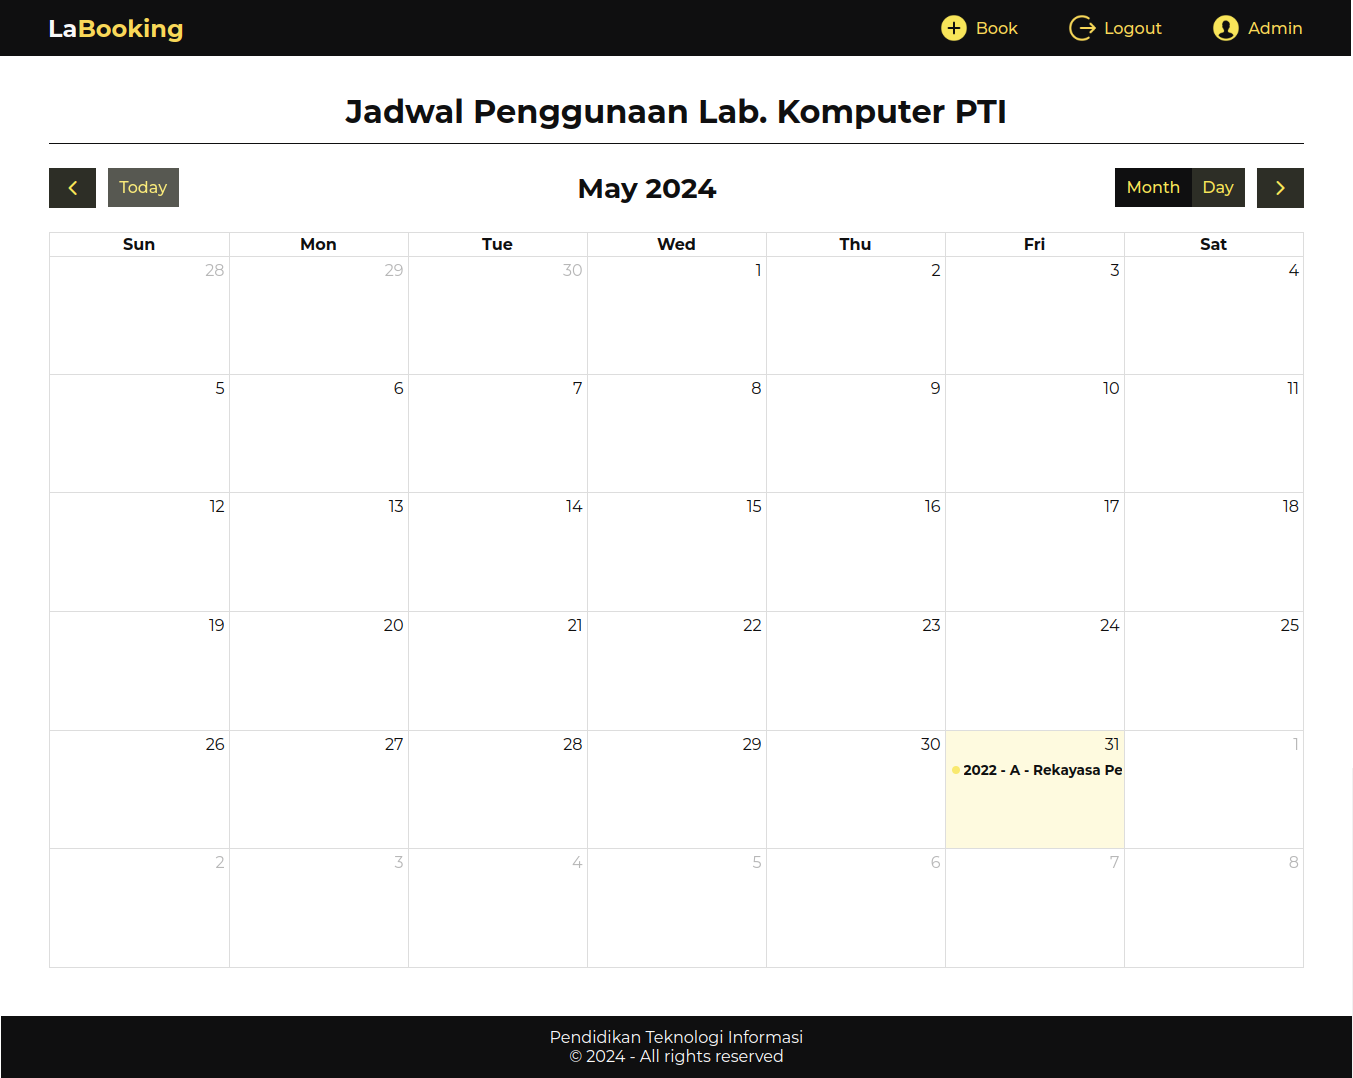 LaBooking Book Logout Admin
Jadwal Penggunaan Lab. Komputer PTI
Today May 2024 Month Day
Sun Mon Tue Wed Thu Fri Sat
28 29 30 1 2 3 4
5 6 7 8 9 10 11
12 13 14 15 16 17 18
19 20 21 22 23 24 25
26 27 28 29 30 31 1
2022 - A - Rekayasa Pe
2 3 4 5 6 7 8
Pendidikan Teknologi Informasi
© 2024 - All rights reserved